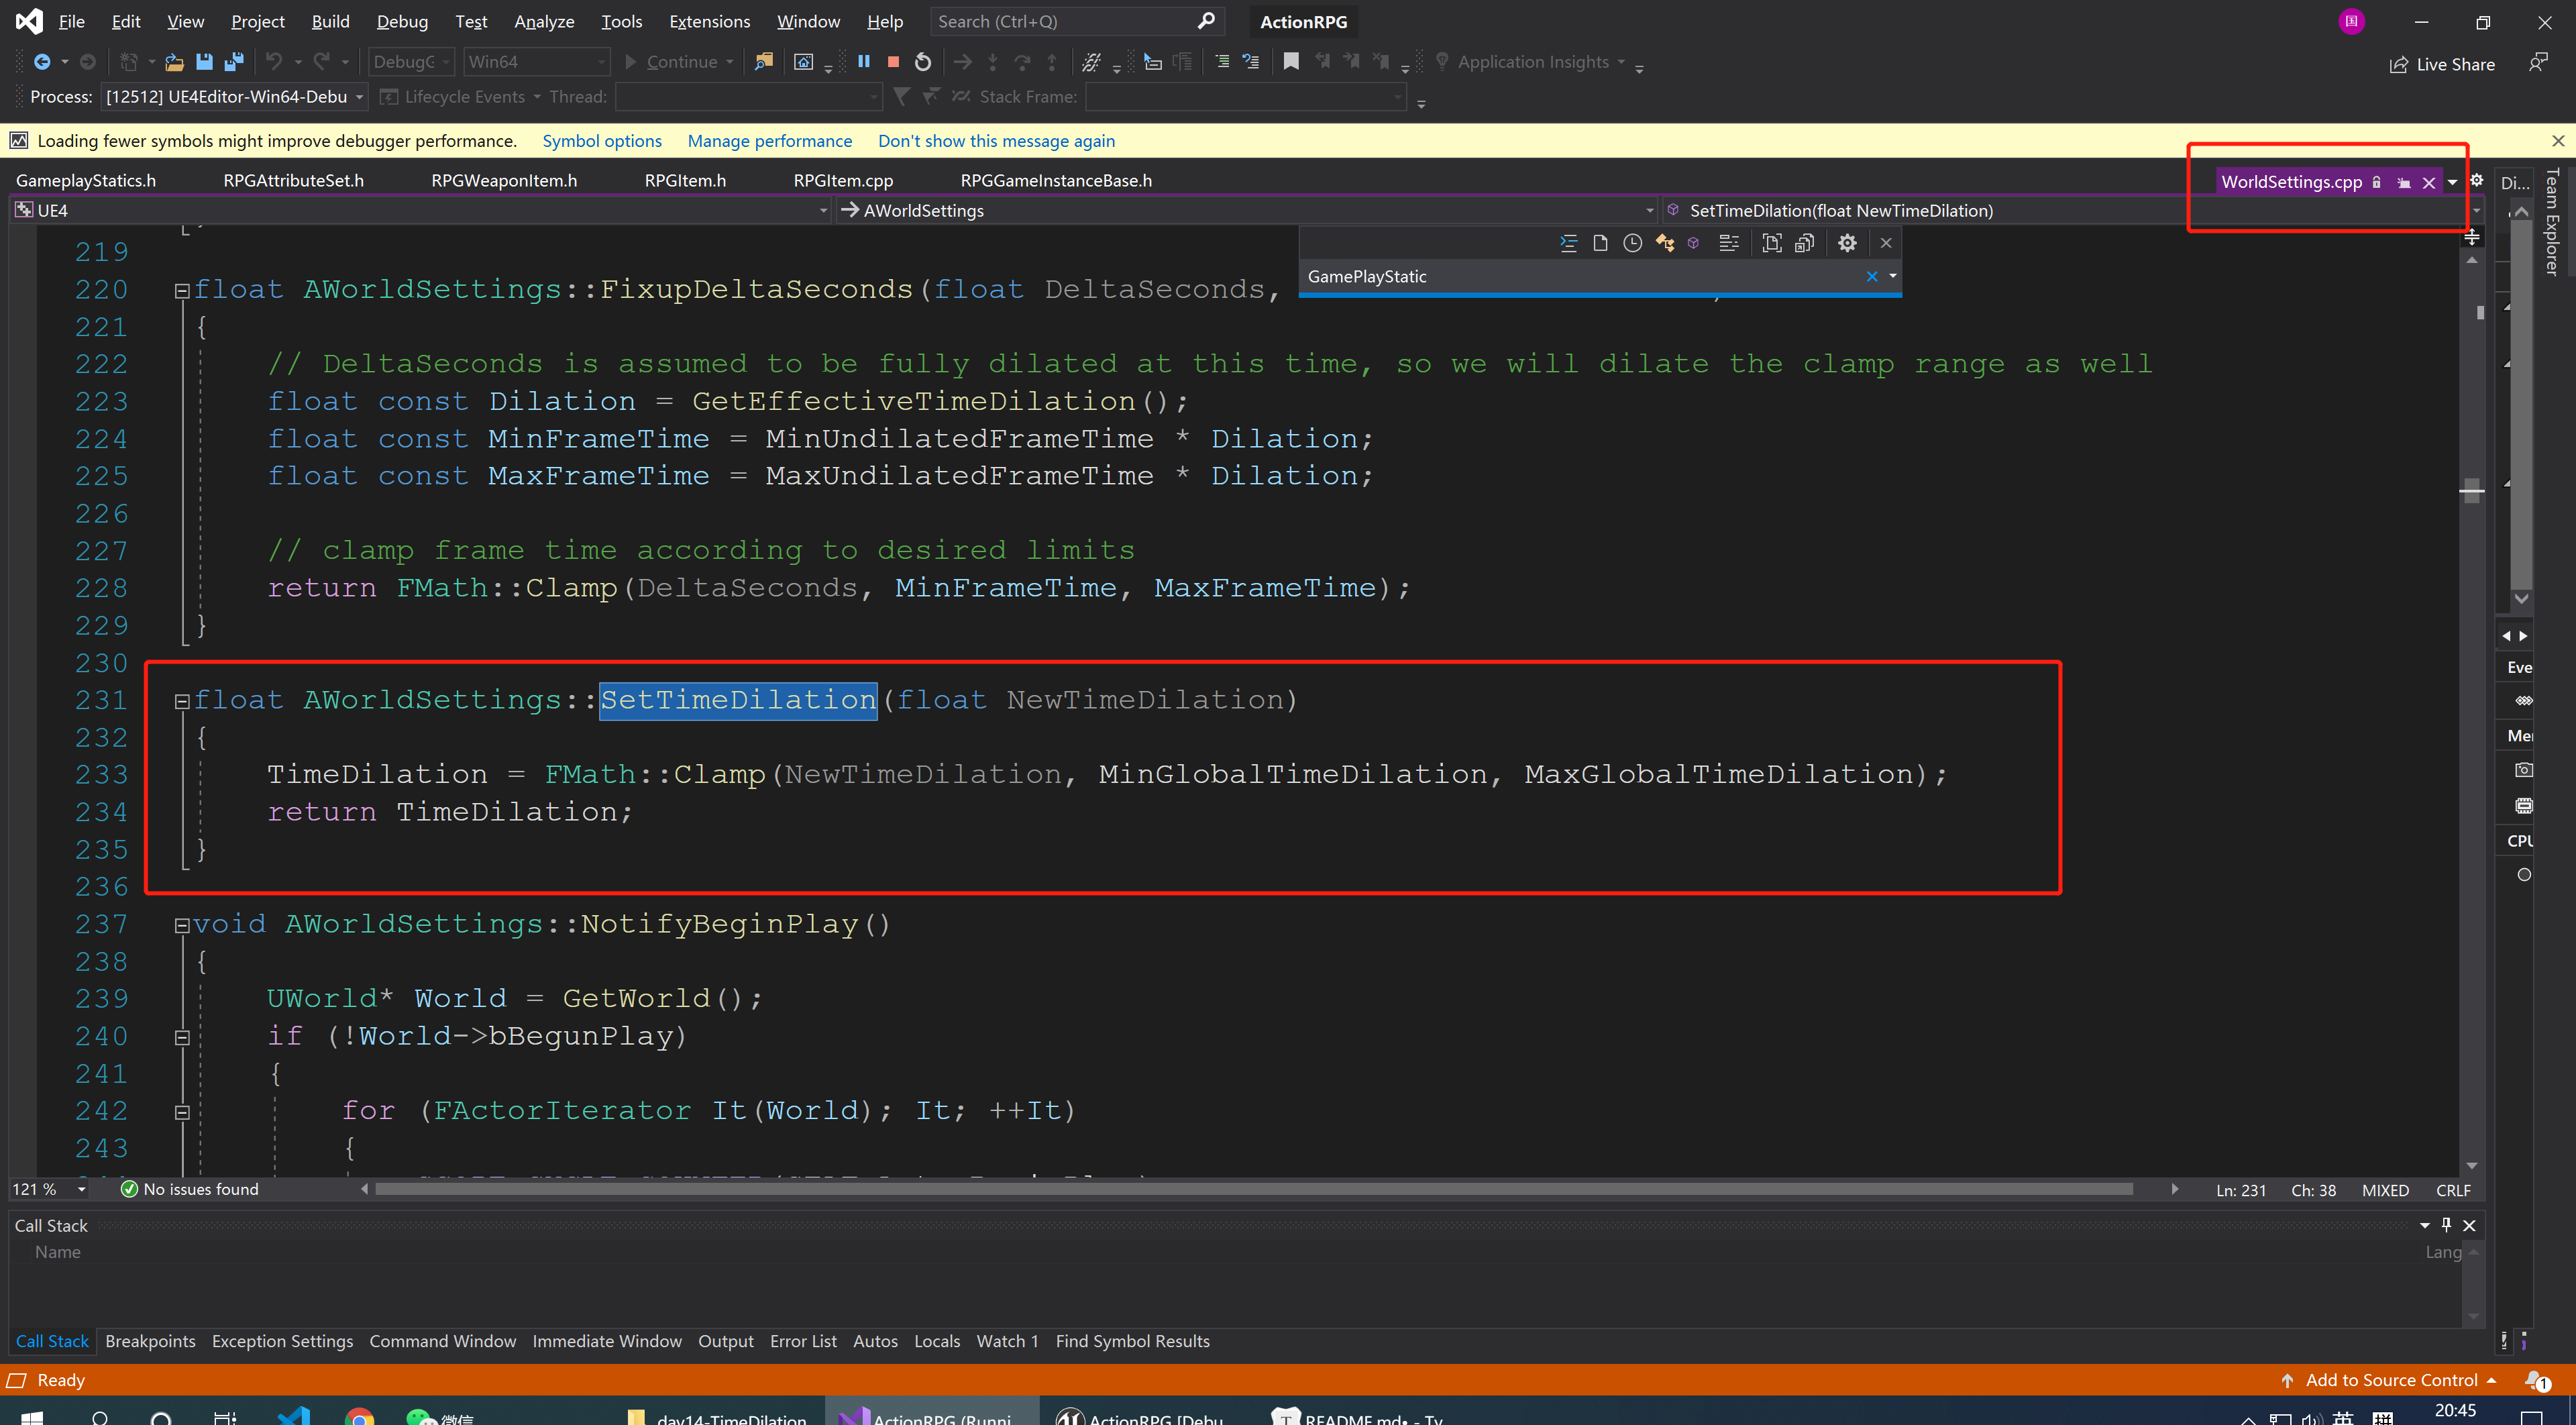 File Edit View Project Build Debug Test Analyze Tools Extensions Window Help Search (Ctrl+Q) ActionRPG 国
DebugG Win64 Continue Application Insights Live Share
Process: [12512] UE4Editor-Win64-Debu Lifecycle Events Thread: Stack Frame:
Loading fewer symbols might improve debugger performance. Symbol options Manage performance Don't show this message again
GameplayStatics.h RPGAttributeSet.h RPGWeaponItem.h RPGItem.h RPGItem.cpp RPGGameInstanceBase.h WorldSettings.cpp Di...
Team Explorer
UE4 AWorldSettings SetTimeDilation(float NewTimeDilation)
GamePlayStatic
219
220 float AWorldSettings::FixupDeltaSeconds(float DeltaSeconds,
221 {
222 // DeltaSeconds is assumed to be fully dilated at this time, so we will dilate the clamp range as well
223 float const Dilation = GetEffectiveTimeDilation();
224 float const MinFrameTime = MinUndilatedFrameTime * Dilation;
225 float const MaxFrameTime = MaxUndilatedFrameTime * Dilation;
226
227 // clamp frame time according to desired limits
228 return FMath::Clamp(DeltaSeconds, MinFrameTime, MaxFrameTime);
229 }
230
231 float AWorldSettings::SetTimeDilation(float NewTimeDilation)
232 {
233 TimeDilation = FMath::Clamp(NewTimeDilation, MinGlobalTimeDilation, MaxGlobalTimeDilation);
234 return TimeDilation;
235 }
236
237 void AWorldSettings::NotifyBeginPlay()
238 {
239 UWorld* World = GetWorld();
240 if (!World->bBegunPlay)
241 {
242 for (FActorIterator It(World); It; ++It)
243 {
Eve
Mer
CPU
121 % No issues found Ln: 231 Ch: 38 MIXED CRLF
Call Stack
Name Lang
Call Stack Breakpoints Exception Settings Command Window Immediate Window Output Error List Autos Locals Watch 1 Find Symbol Results
Ready Add to Source Control 1
微信 day14-TimeDilation ActionRPG (Runni ActionRPG [Debu README.md• - Ty 英 拼 20:45